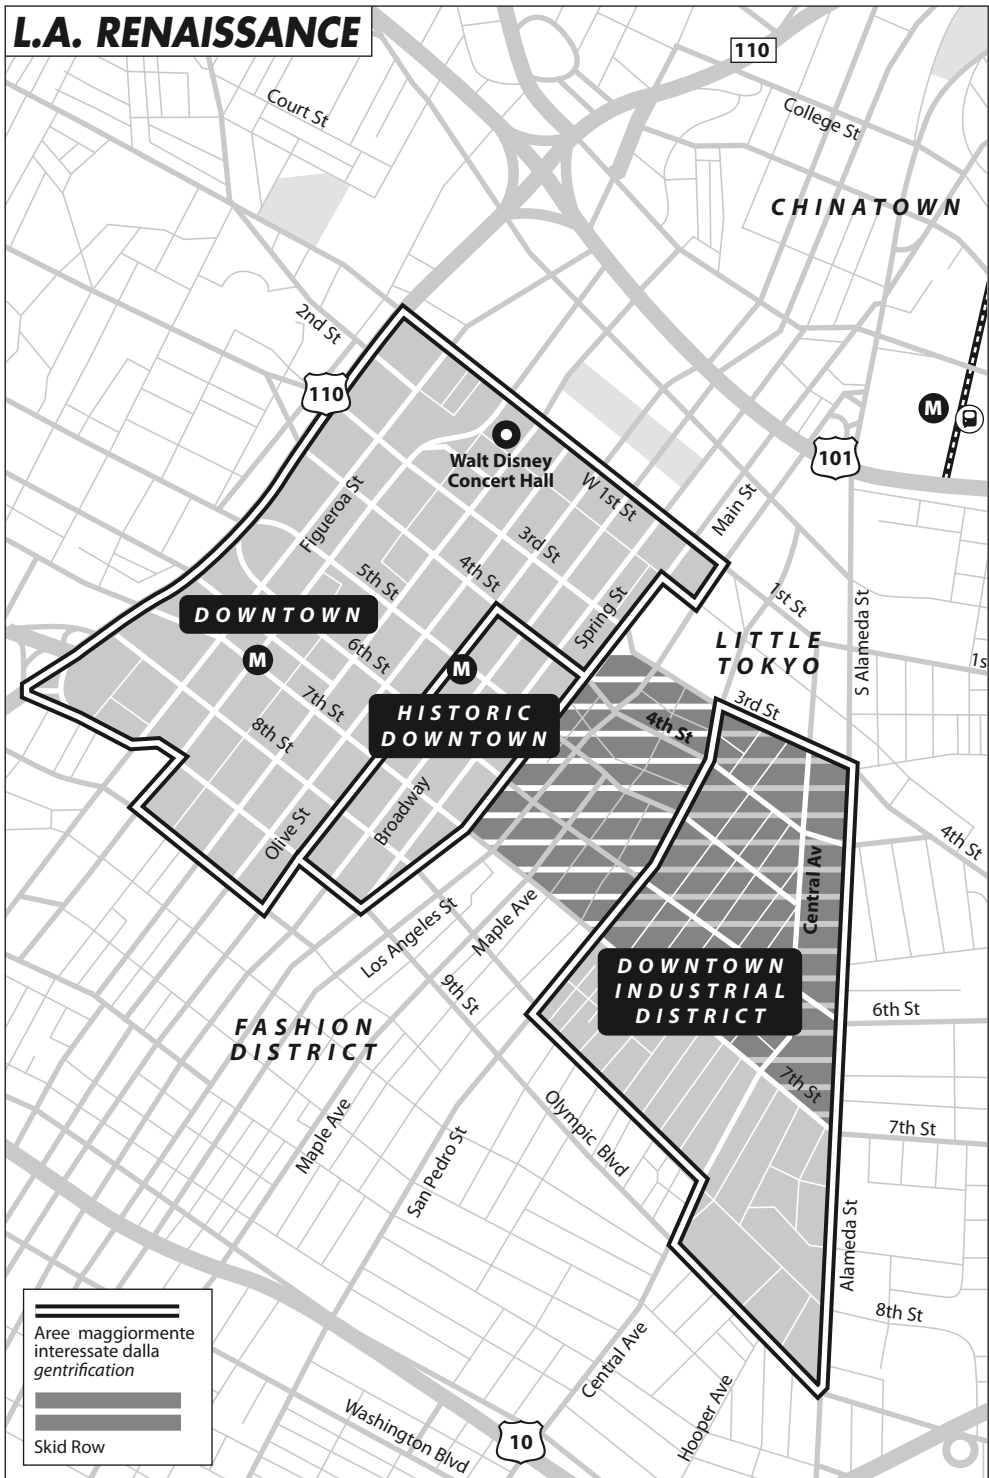 L.A. RENAISSANCE
110
Court St
College St
CHINATOWN
2nd St
110
M
101
Walt Disney
Concert Hall
W 1st St
Main St
Figueroa St
3rd St
4th St
5th St
Spring St
1st St
S Alameda St
DOWNTOWN
LITTLE
TOKYO
1s
M
6th St
M
7th St
3rd St
HISTORIC
DOWNTOWN
4th St
8th St
Broadway
Olive St
4th St
Central Av
Los Angeles St
Maple Ave
9th St
DOWNTOWN
INDUSTRIAL
DISTRICT
6th St
FASHION
DISTRICT
7th St
7th St
Maple Ave
San Pedro St
Olympic Blvd
Alameda St
8th St
Aree maggiormente
interessate dalla
gentrification
Skid Row
Central Ave
Hooper Ave
Washington Blvd
10